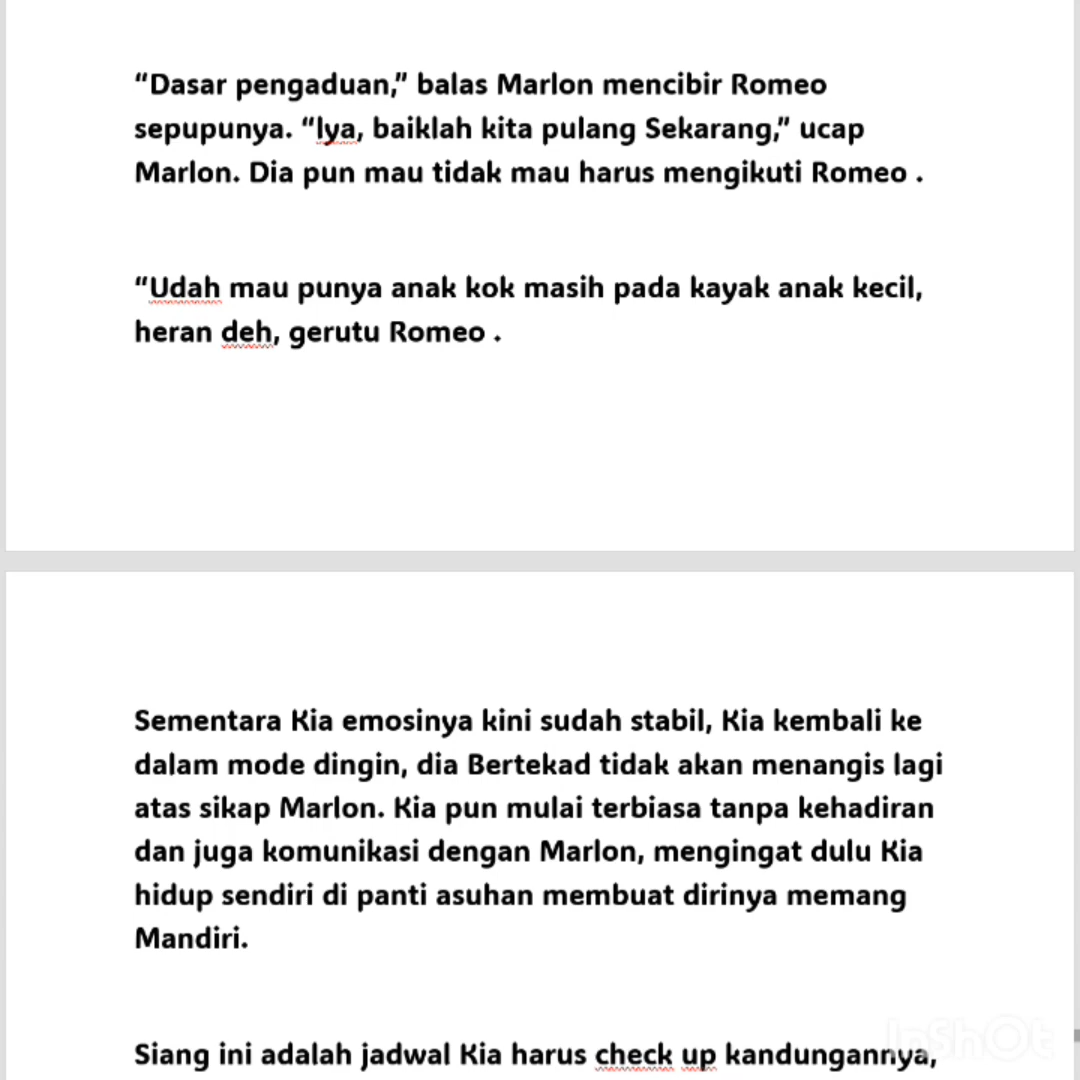 “Dasar pengaduan,” balas Marlon mencibir Romeo
sepupunya. “Iya, baiklah kita pulang Sekarang,” ucap
Marlon. Dia pun mau tidak mau harus mengikuti Romeo .
“Udah mau punya anak kok masih pada kayak anak kecil,
heran deh, gerutu Romeo .
Sementara Kia emosinya kini sudah stabil, Kia kembali ke
dalam mode dingin, dia Bertekad tidak akan menangis lagi
atas sikap Marlon. Kia pun mulai terbiasa tanpa kehadiran
dan juga komunikasi dengan Marlon, mengingat dulu Kia
hidup sendiri di panti asuhan membuat dirinya memang
Mandiri.
Siang ini adalah jadwal Kia harus check up kandungannya,
InShOt